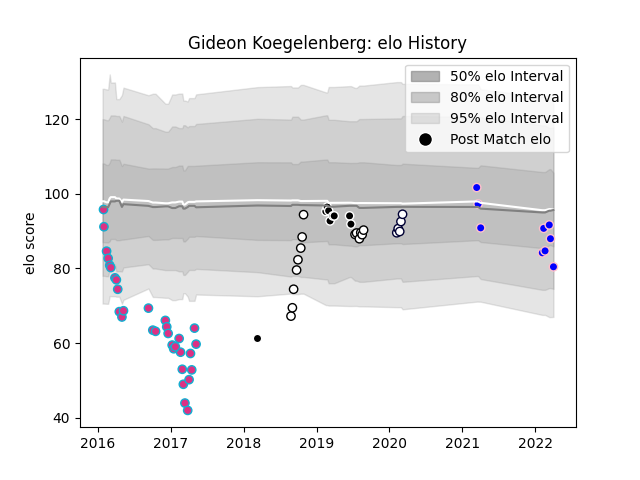 Gideon Koegelenberg: elo History
50% elo Interval
80% elo Interval
95% elo Interval
Post Match elo
elo score
120
100
80
60
40
2016 2017 2018 2019 2020 2021 2022